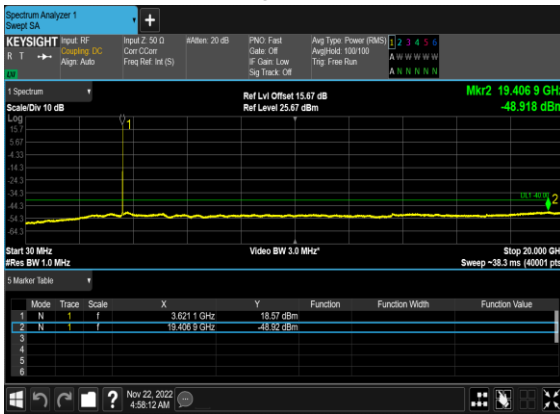 Spectrum Analyzer 1
Swept SA
+
KEYSIGHT Input: RF Input Z: 50 Ω #Atten: 20 dB PNO: Fast Avg Type: Power (RMS) 1 2 3 4 5 6
R T Coupling: DC Corr CCorr Gate: Off Avg|Hold: 100/100 A W W W W W
Align: Auto Freq Ref: Int (S) IF Gain: Low Trig: Free Run
Sig Track: Off A N N N N N
1 Spectrum
Scale/Div 10 dB
Ref Lvl Offset 15.67 dB
Ref Level 25.67 dBm
Mkr2 19.406 9 GHz
-48.918 dBm
Log
15.7
5.67
-4.33
-14.3
-24.3
-34.3
-44.3
-54.3
-64.3
1
DL1 -40.00
2
Start 30 MHz Video BW 3.0 MHz* Stop 20.000 GHz
#Res BW 1.0 MHz Sweep ~38.3 ms (40001 pts)
5 Marker Table
Mode Trace Scale X Y Function Function Width Function Value
1 N 1 f 3.621 1 GHz 18.57 dBm
2 N 1 f 19.406 9 GHz -48.92 dBm
3
4
5
6
? Nov 22, 2022
4:58:12 AM